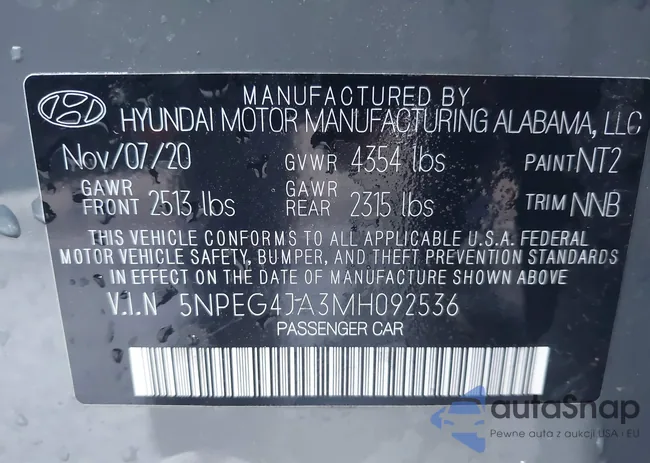 MANUFACTURED BY
HYUNDAI MOTOR MANUFACTURING ALABAMA, LLC
Nov/07/20 GVWR 4354 lbs PAINT NT2
GAWR FRONT 2513 lbs GAWR REAR 2315 lbs TRIM NNB
THIS VEHICLE CONFORMS TO ALL APPLICABLE U.S.A. FEDERAL
MOTOR VEHICLE SAFETY, BUMPER, AND THEFT PREVENTION STANDARDS
IN EFFECT ON THE DATE OF MANUFACTURE SHOWN ABOVE
V.I.N 5NPEG4JA3MH092536
PASSENGER CAR
autaSnap
Pewne auta z aukcji USA i EU